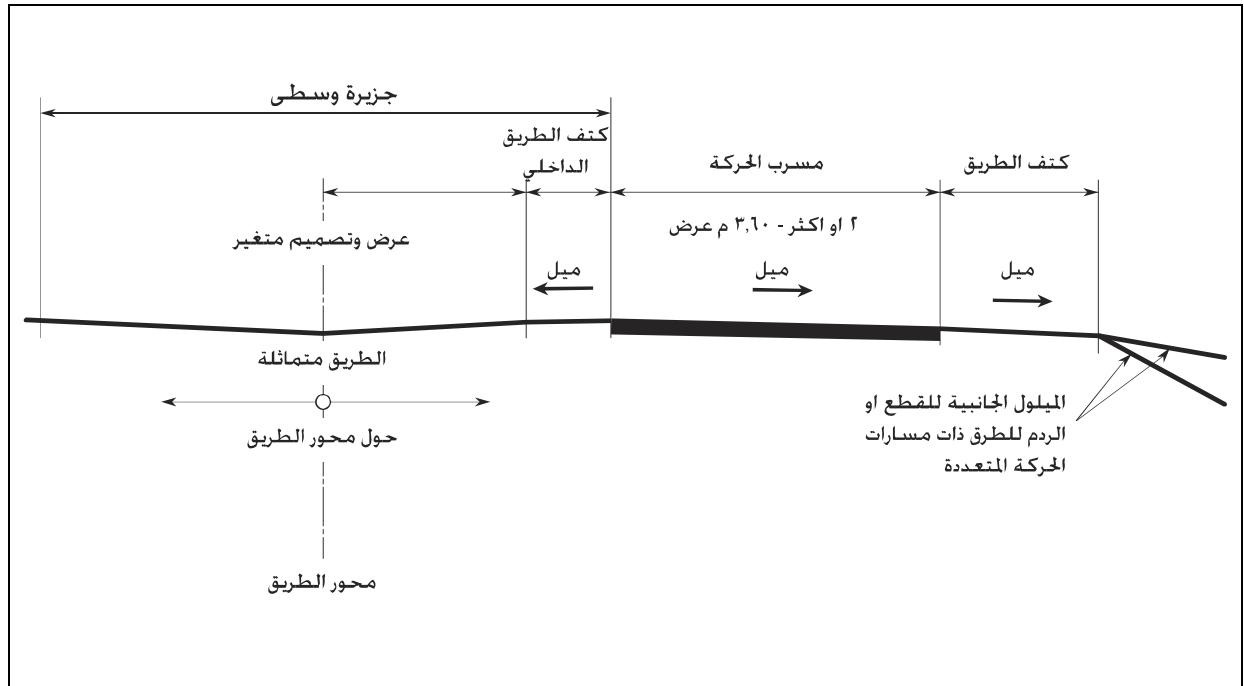 جزيرة وسطى
كتف الطريق
الداخلي
مسرب الحركة
كتف الطريق
عرض وتصميم متغير
٢ او اكثر - ٣,٦٠ م عرض
ميل
ميل
ميل
الطريق متماثلة
حول محور الطريق
محور الطريق
الميلول الجانبية للقطع او
الردم للطرق ذات مسارات
الحركة المتعددة